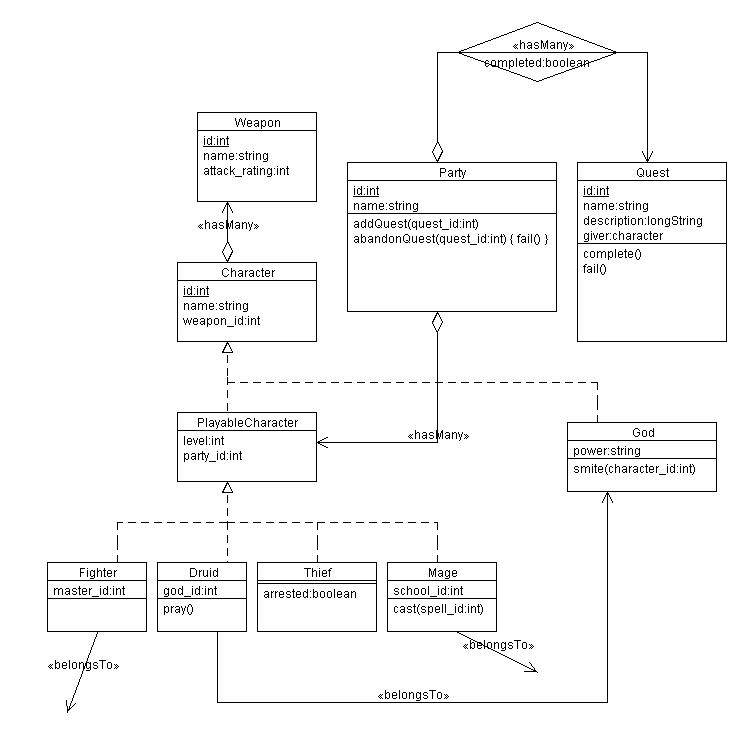 «hasMany»
completed:boolean
Weapon
id:int
name:string
attack_rating:int
Party
id:int
name:string
addQuest(quest_id:int)
abandonQuest(quest_id:int) { fail() }
Quest
id:int
name:string
description:longString
giver:character
complete()
fail()
«hasMany»
Character
id:int
name:string
weapon_id:int
PlayableCharacter
level:int
party_id:int
«hasMany»
God
power:string
smite(character_id:int)
Fighter
master_id:int
Druid
god_id:int
pray()
Thief
arrested:boolean
Mage
school_id:int
cast(spell_id:int)
«belongsTo»
«belongsTo»
«belongsTo»